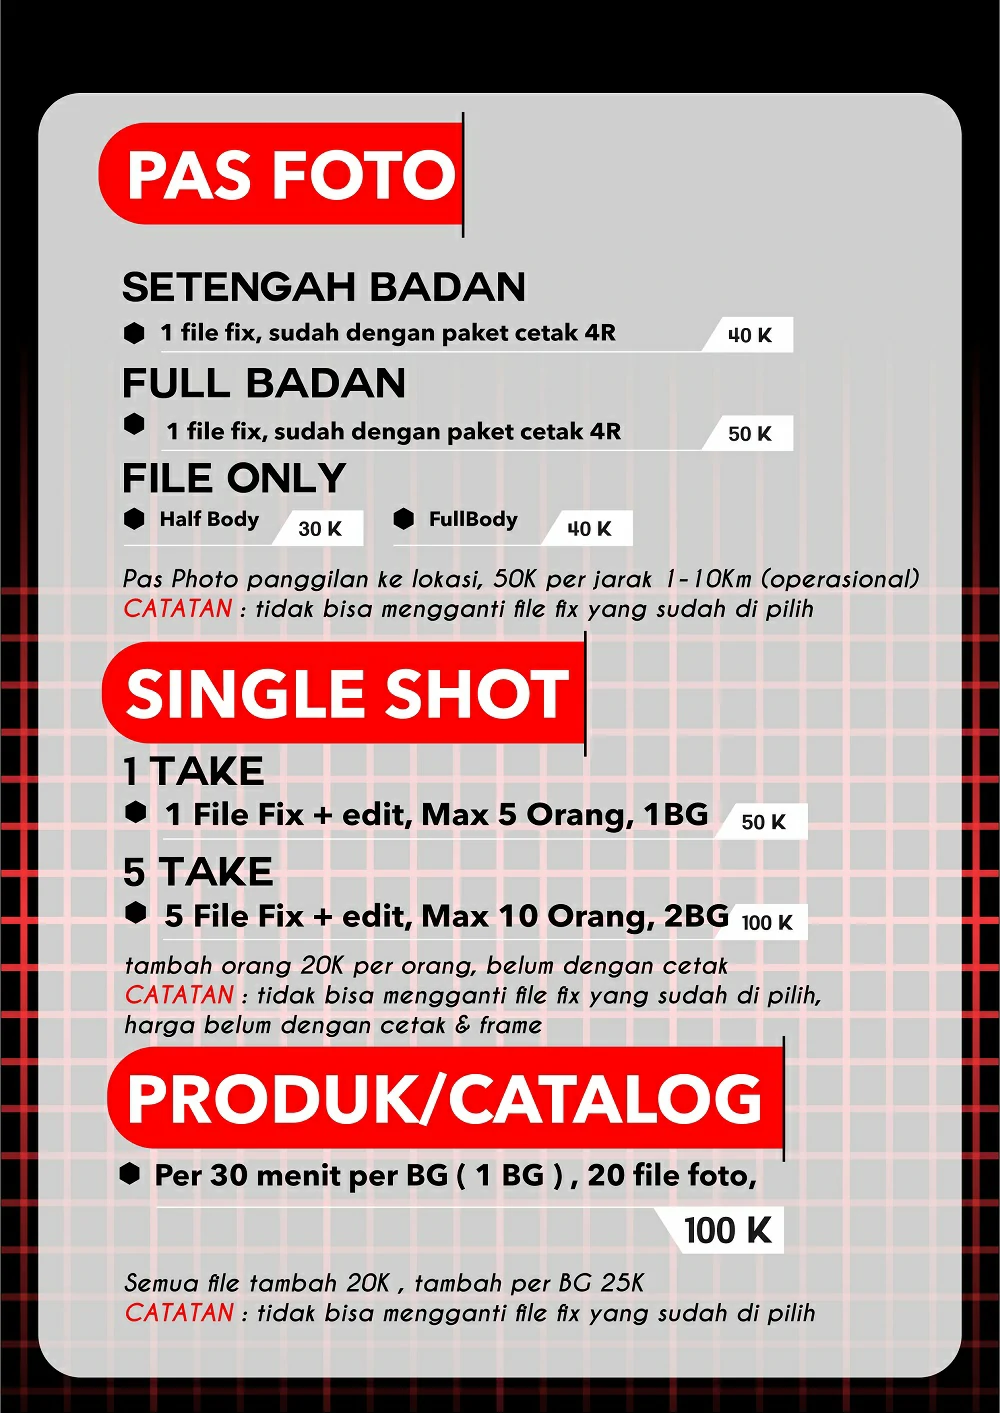 PAS FOTO
SETENGAH BADAN
1 file fix, sudah dengan paket cetak 4R 40 K
FULL BADAN
1 file fix, sudah dengan paket cetak 4R 50 K
FILE ONLY
Half Body 30 K FullBody 40 K
Pas Photo panggilan ke lokasi, 50K per jarak 1-10Km (operasional)
CATATAN : tidak bisa mengganti file fix yang sudah di pilih
SINGLE SHOT
1 TAKE
1 File Fix + edit, Max 5 Orang, 1BG 50 K
5 TAKE
5 File Fix + edit, Max 10 Orang, 2BG 100 K
tambah orang 20K per orang, belum dengan cetak
CATATAN : tidak bisa mengganti file fix yang sudah di pilih,
harga belum dengan cetak & frame
PRODUK/CATALOG
Per 30 menit per BG ( 1 BG ) , 20 file foto,
100 K
Semua file tambah 20K , tambah per BG 25K
CATATAN : tidak bisa mengganti file fix yang sudah di pilih